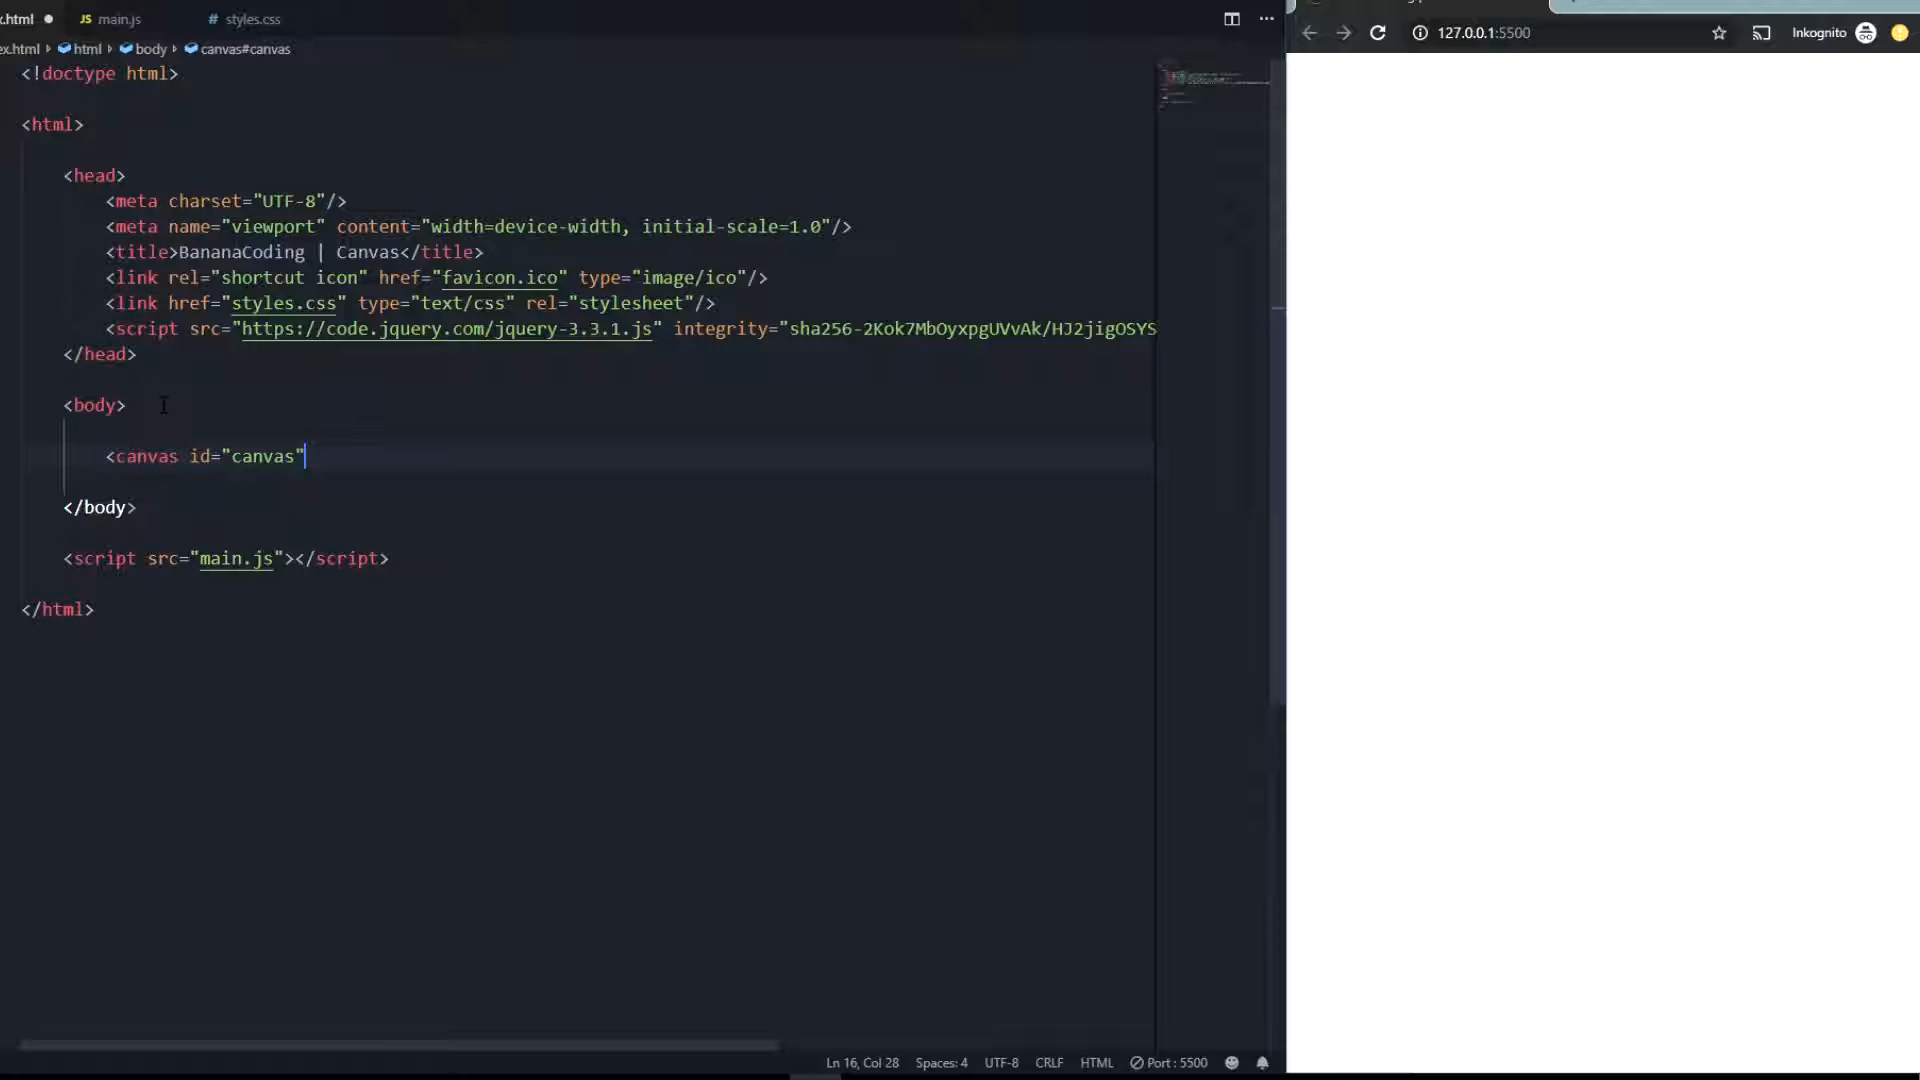 x.html ● JS main.js # styles.css
ex.html html body canvas#canvas
<!doctype html>
<html>
<head>
<meta charset="UTF-8"/>
<meta name="viewport" content="width=device-width, initial-scale=1.0"/>
<title>BananaCoding | Canvas</title>
<link rel="shortcut icon" href="favicon.ico" type="image/ico"/>
<link href="styles.css" type="text/css" rel="stylesheet"/>
<script src="https://code.jquery.com/jquery-3.3.1.js" integrity="sha256-2Kok7MbOyxpgUVvAk/HJ2jigOSYS
</head>
<body>
<canvas id="canvas"
</body>
<script src="main.js"></script>
</html>
Ln 16, Col 28 Spaces: 4 UTF-8 CRLF HTML Port : 5500
127.0.0.1:5500 Inkognito